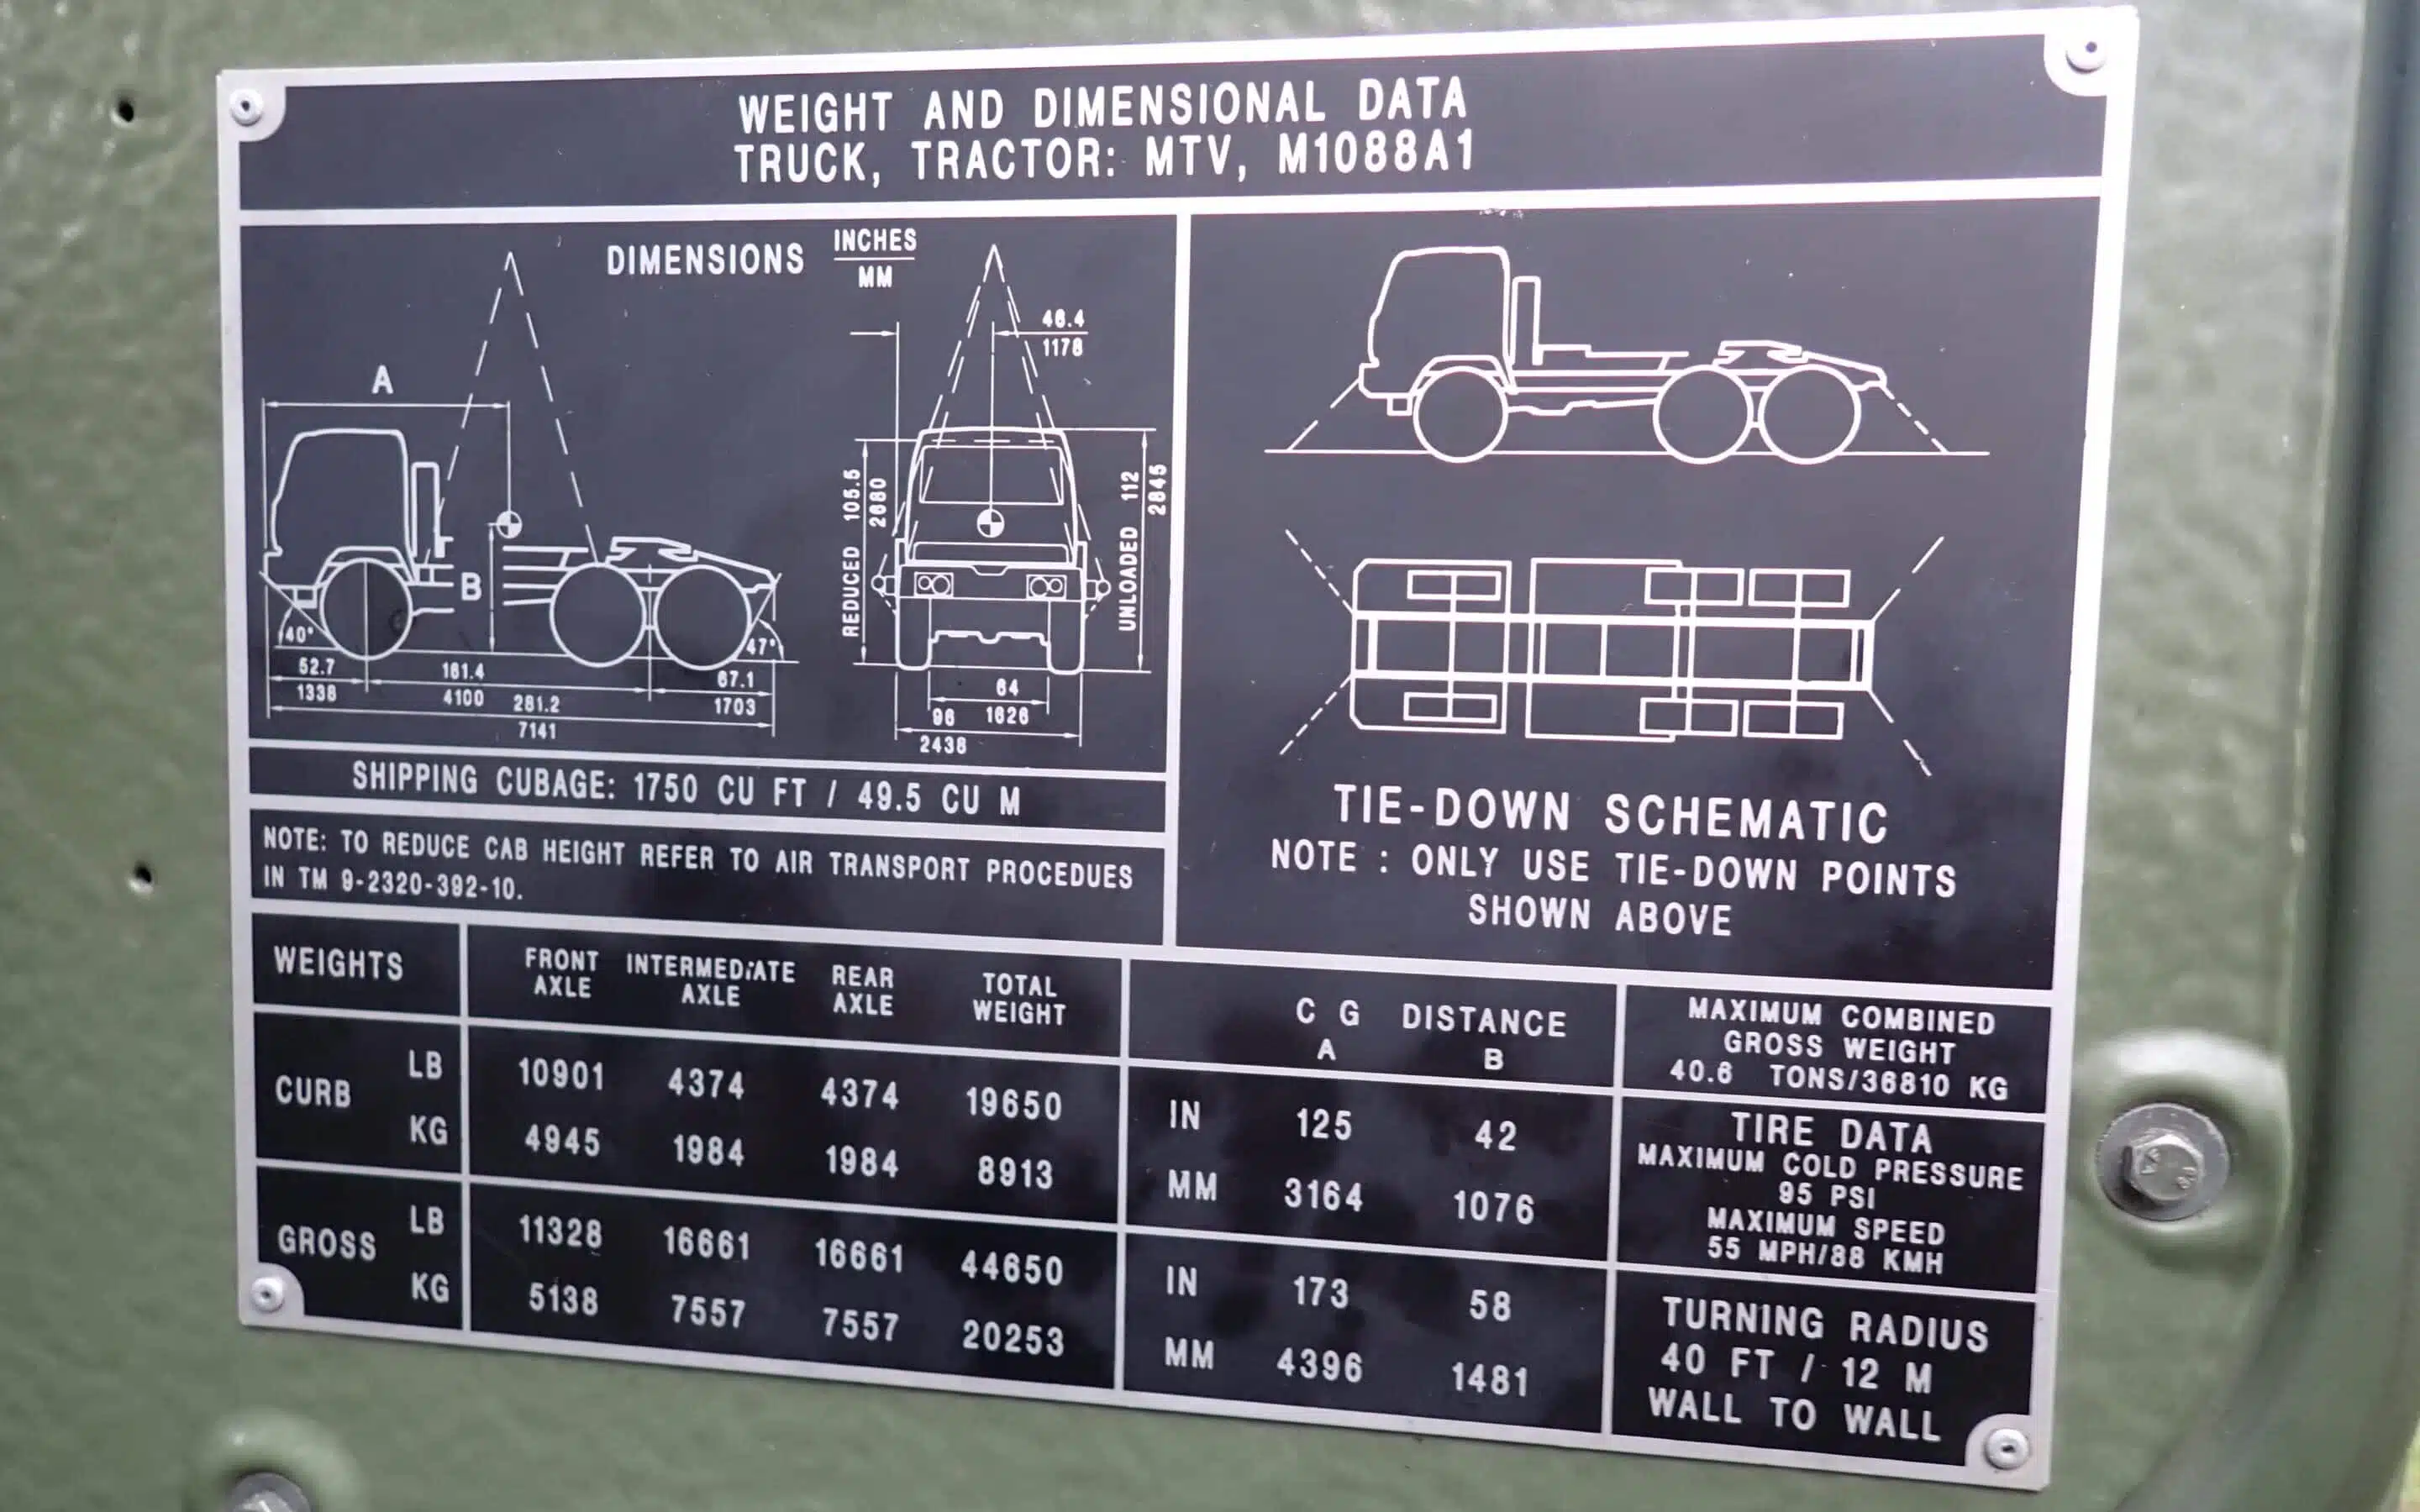 WEIGHT AND DIMENSIONAL DATA
TRUCK, TRACTOR: MTV, M1088A1
DIMENSIONS INCHES
MM
46.4
1178
A
B
40°
47°
52.7
1338
161.4
4100
281.2
7141
67.1
1703
REDUCED 105.5
2680
UNLOADED 112
2845
64
1626
96
2438
SHIPPING CUBAGE: 1750 CU FT / 49.5 CU M
NOTE: TO REDUCE CAB HEIGHT REFER TO AIR TRANSPORT PROCEDUES
IN TM 9-2320-392-10.
TIE-DOWN SCHEMATIC
NOTE : ONLY USE TIE-DOWN POINTS
SHOWN ABOVE
WEIGHTS
FRONT
AXLE
INTERMEDIATE
AXLE
REAR
AXLE
TOTAL
WEIGHT
CURB
LB 10901 4374 4374 19650
KG 4945 1984 1984 8913
GROSS
LB 11328 16661 16661 44650
KG 5138 7557 7557 20253
C G DISTANCE
A B
IN 125 42
MM 3164 1076
IN 173 58
MM 4396 1481
MAXIMUM COMBINED
GROSS WEIGHT
40.6 TONS/36810 KG
TIRE DATA
MAXIMUM COLD PRESSURE
95 PSI
MAXIMUM SPEED
55 MPH/88 KMH
TURNING RADIUS
40 FT / 12 M
WALL TO WALL